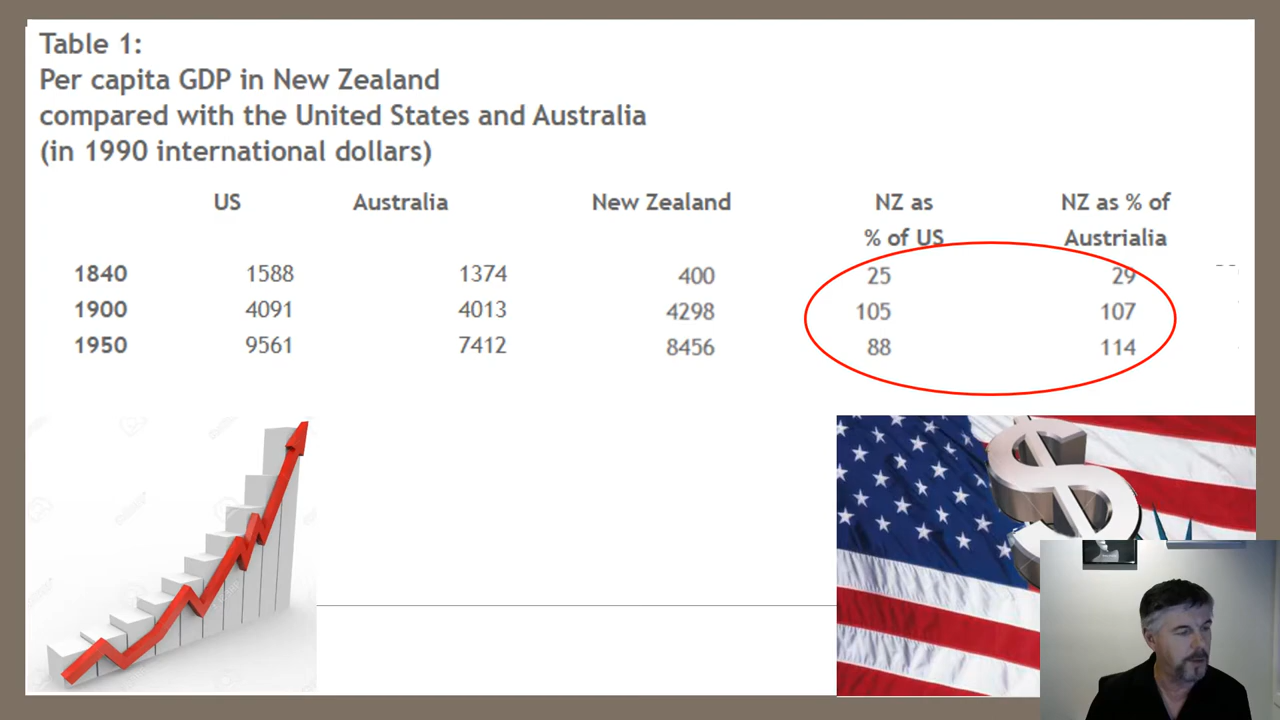 Table 1:
Per capita GDP in New Zealand
compared with the United States and Australia
(in 1990 international dollars)
US Australia New Zealand NZ as NZ as % of
% of US Austrialia
1840 1588 1374 400 25 29
1900 4091 4013 4298 105 107
1950 9561 7412 8456 88 114